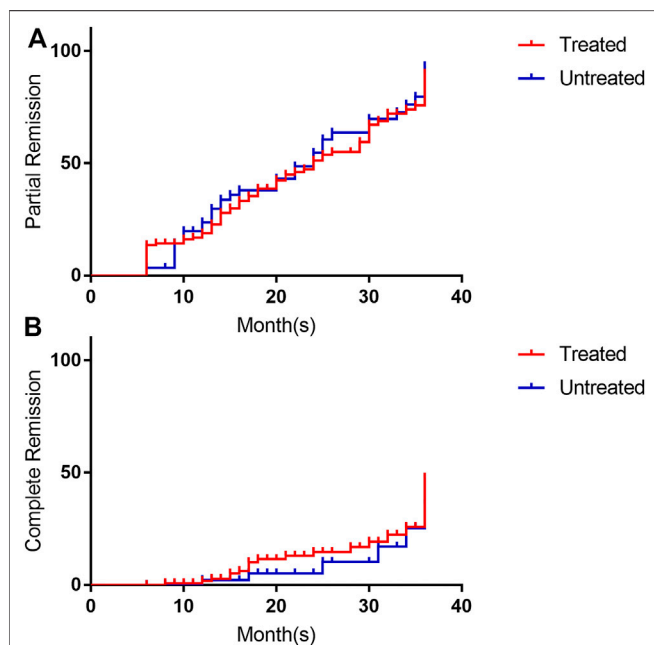 A
100
50
0
Partial Remission
0
10
20
30
40
Month(s)
Treated
Untreated
B
100
50
0
Complete Remission
0
10
20
30
40
Month(s)
Treated
Untreated